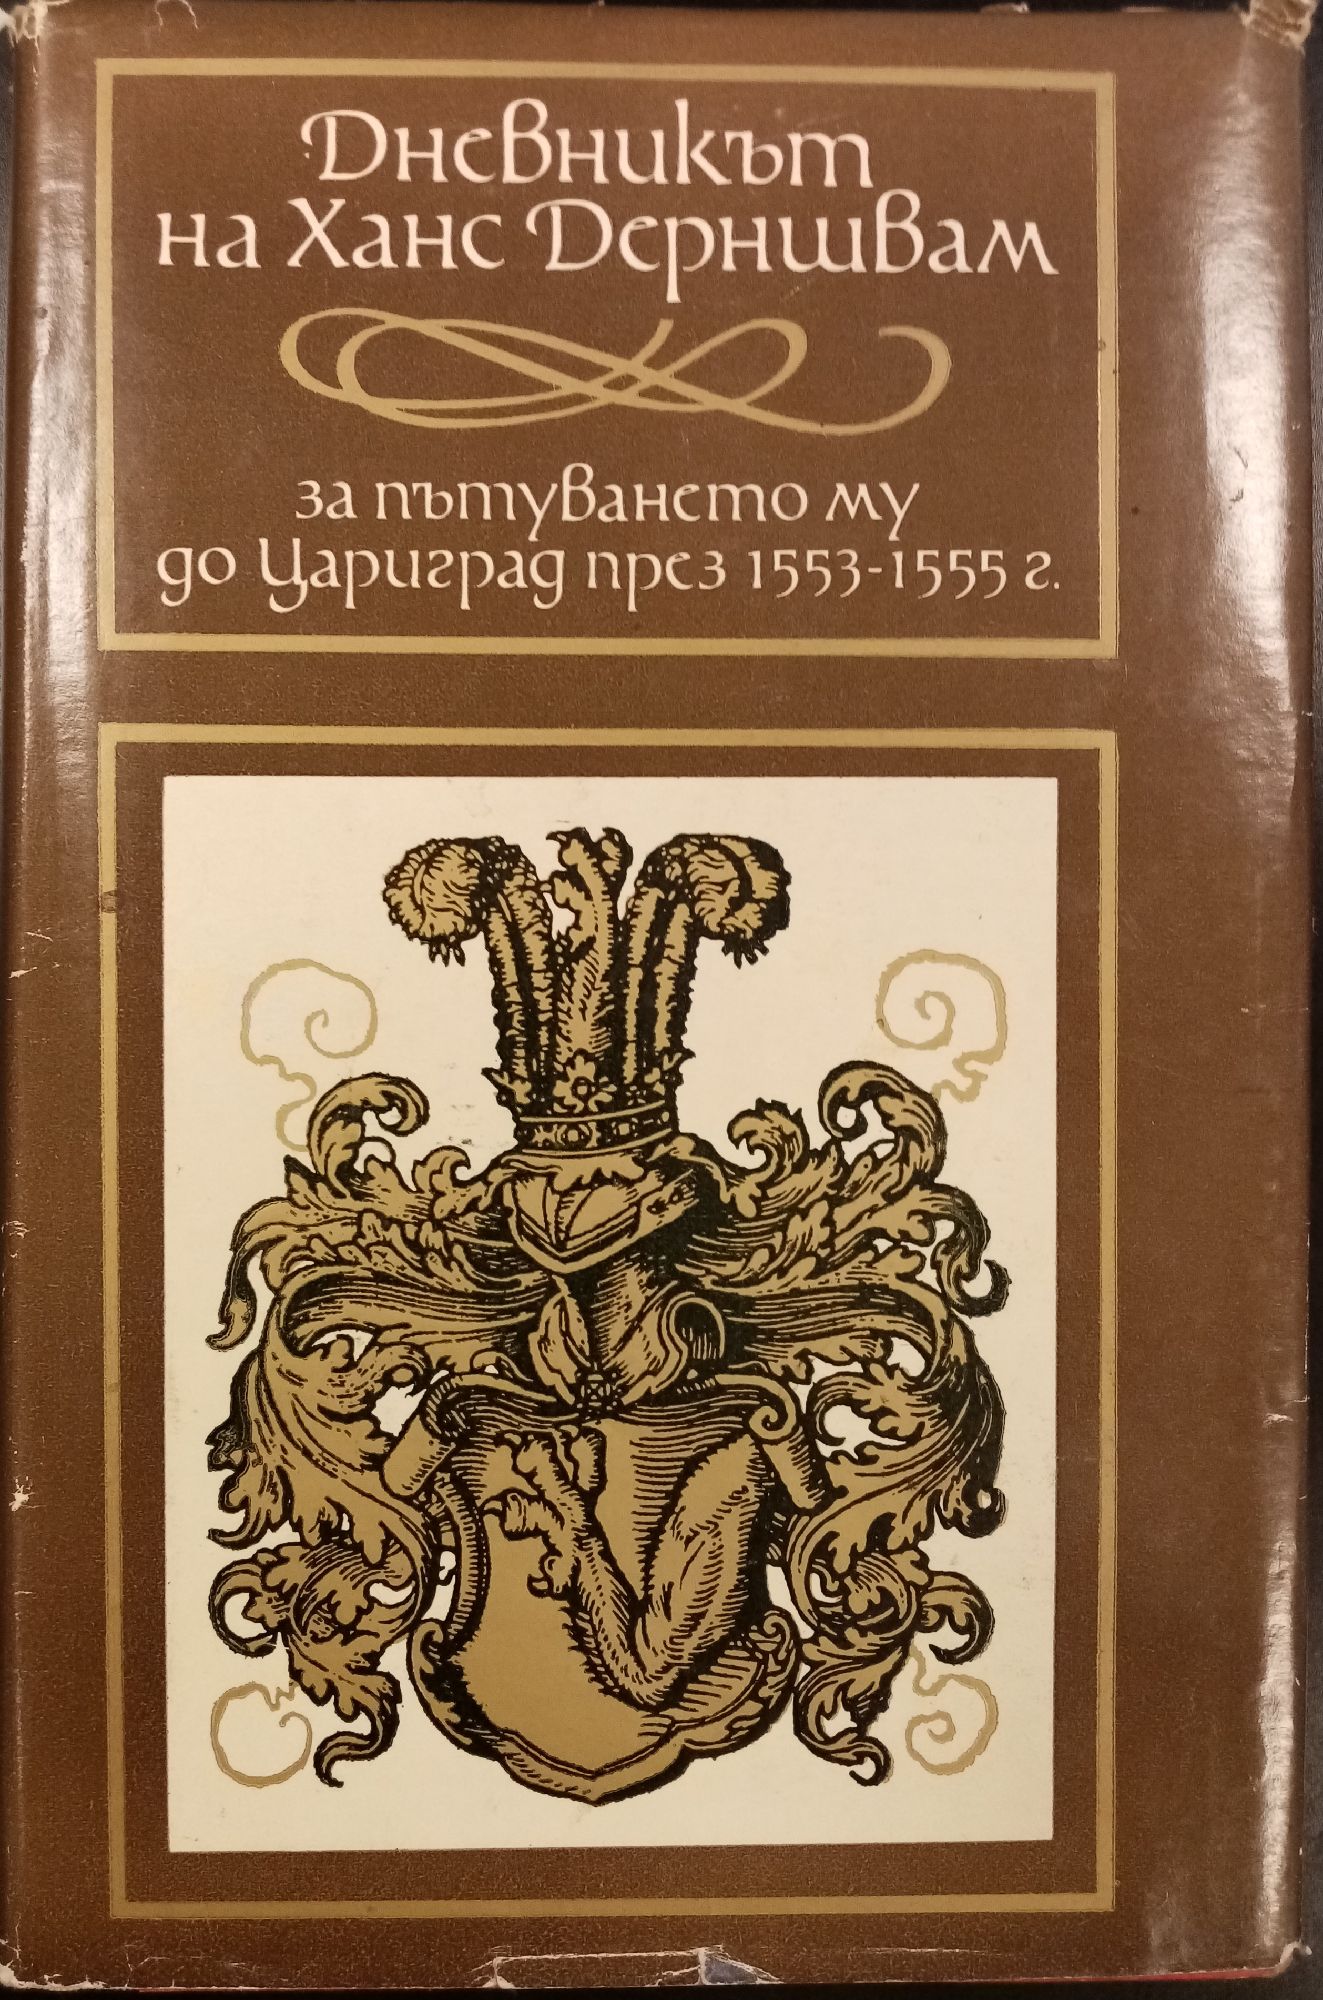 Дневникът
на Ханс Дерншвам
за пътуването му
до Цариград през 1553-1555 г.